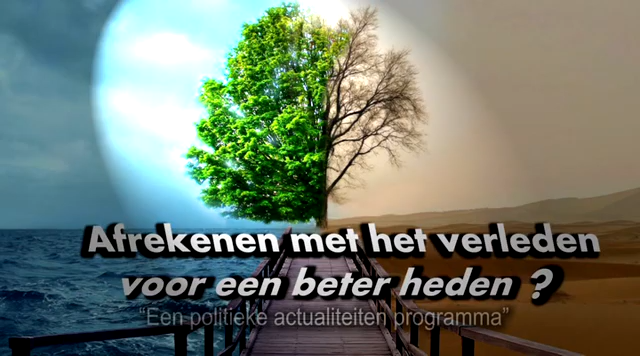 Afrekenen met het verleden
voor een beter heden ?
“Een politieke actualiteiten programma”